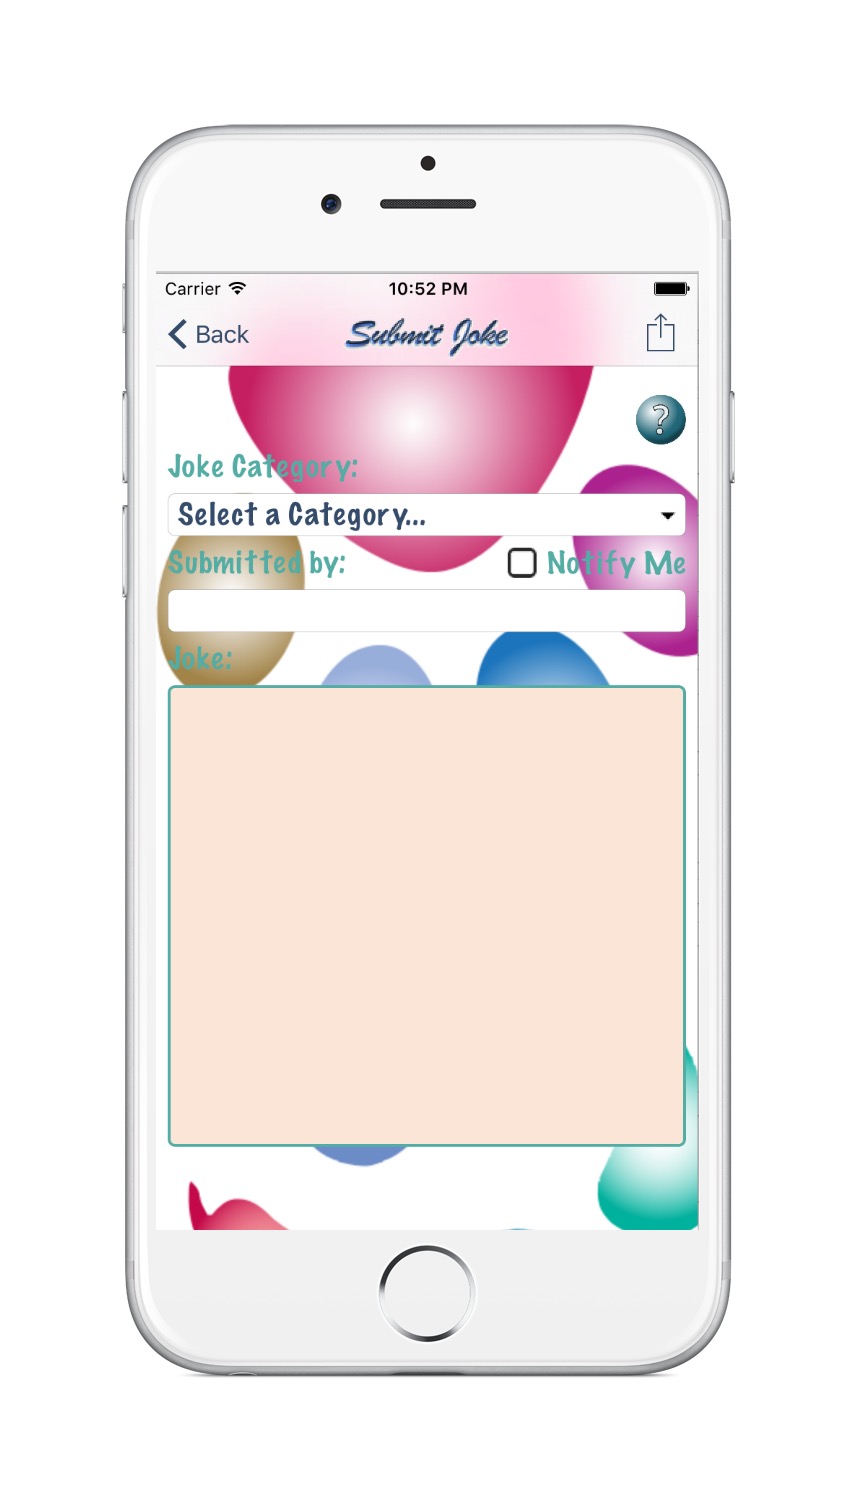 Carrier 10:52 PM
Back Submit Joke
?
Joke Category:
Select a Category...
Submitted by: Notify Me
Joke: